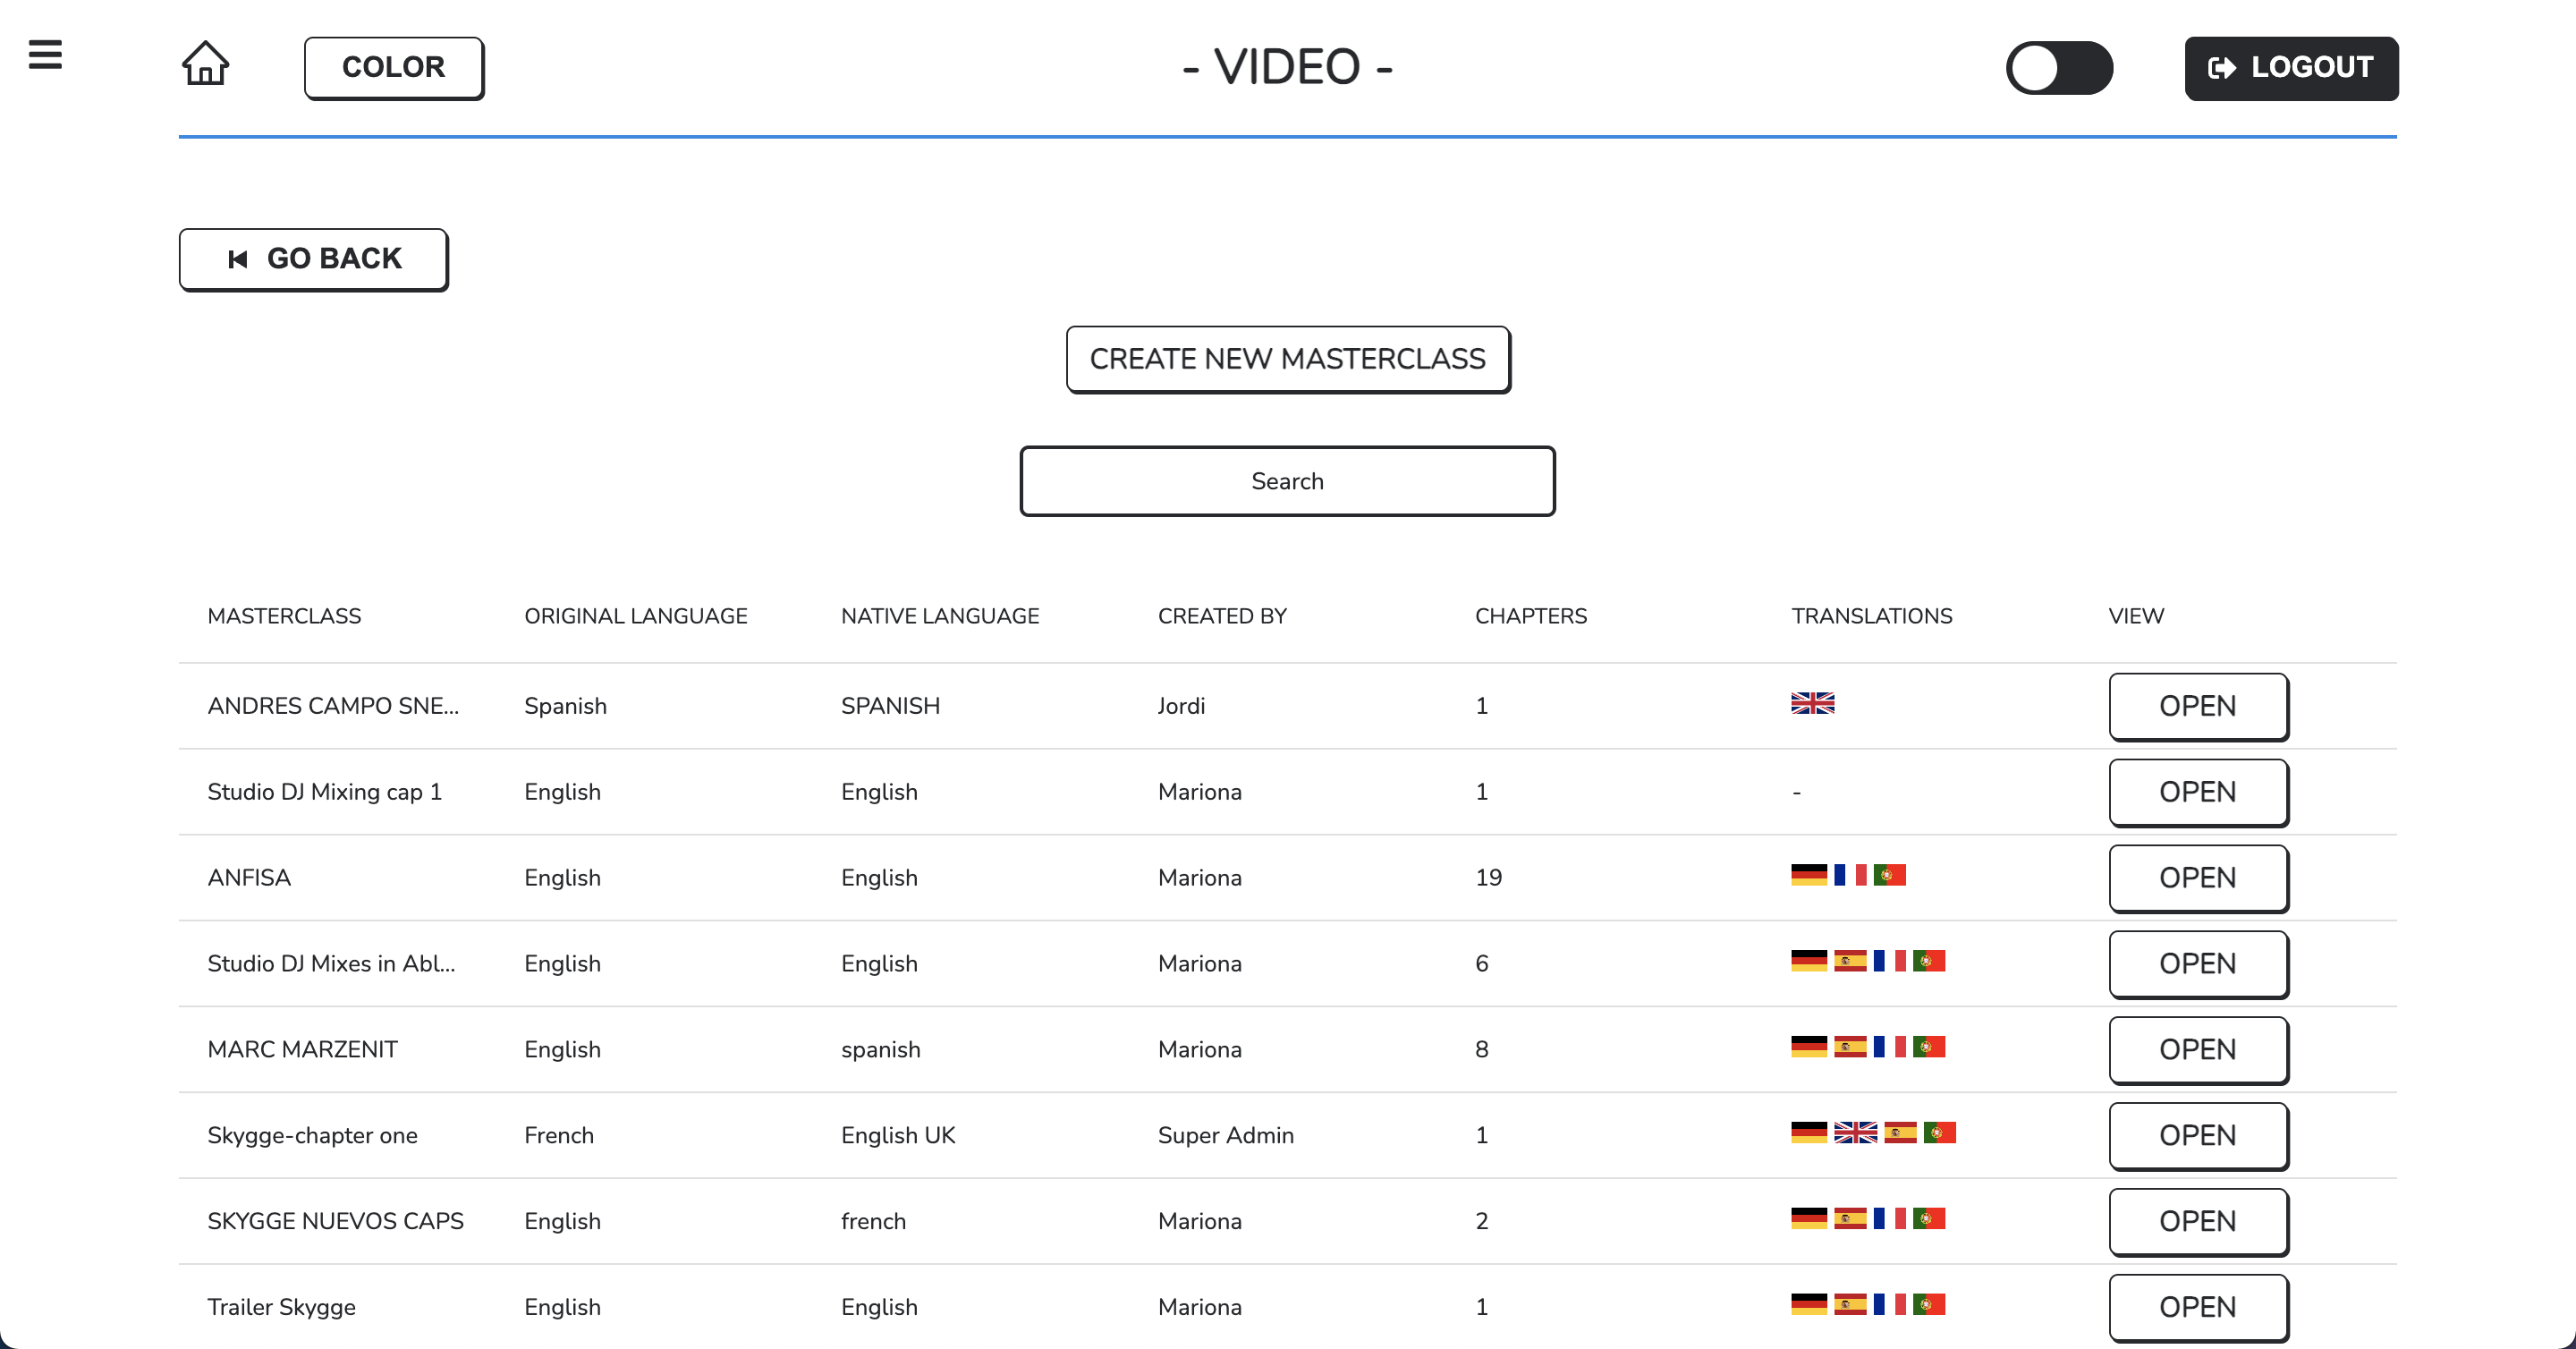 COLOR - VIDEO - LOGOUT
GO BACK
CREATE NEW MASTERCLASS
Search
MASTERCLASS ORIGINAL LANGUAGE NATIVE LANGUAGE CREATED BY CHAPTERS TRANSLATIONS VIEW
ANDRES CAMPO SNE... Spanish SPANISH Jordi 1 OPEN
Studio DJ Mixing cap 1 English English Mariona 1 - OPEN
ANFISA English English Mariona 19 OPEN
Studio DJ Mixes in Abl... English English Mariona 6 OPEN
MARC MARZENIT English spanish Mariona 8 OPEN
Skygge-chapter one French English UK Super Admin 1 OPEN
SKYGGE NUEVOS CAPS English french Mariona 2 OPEN
Trailer Skygge English English Mariona 1 OPEN